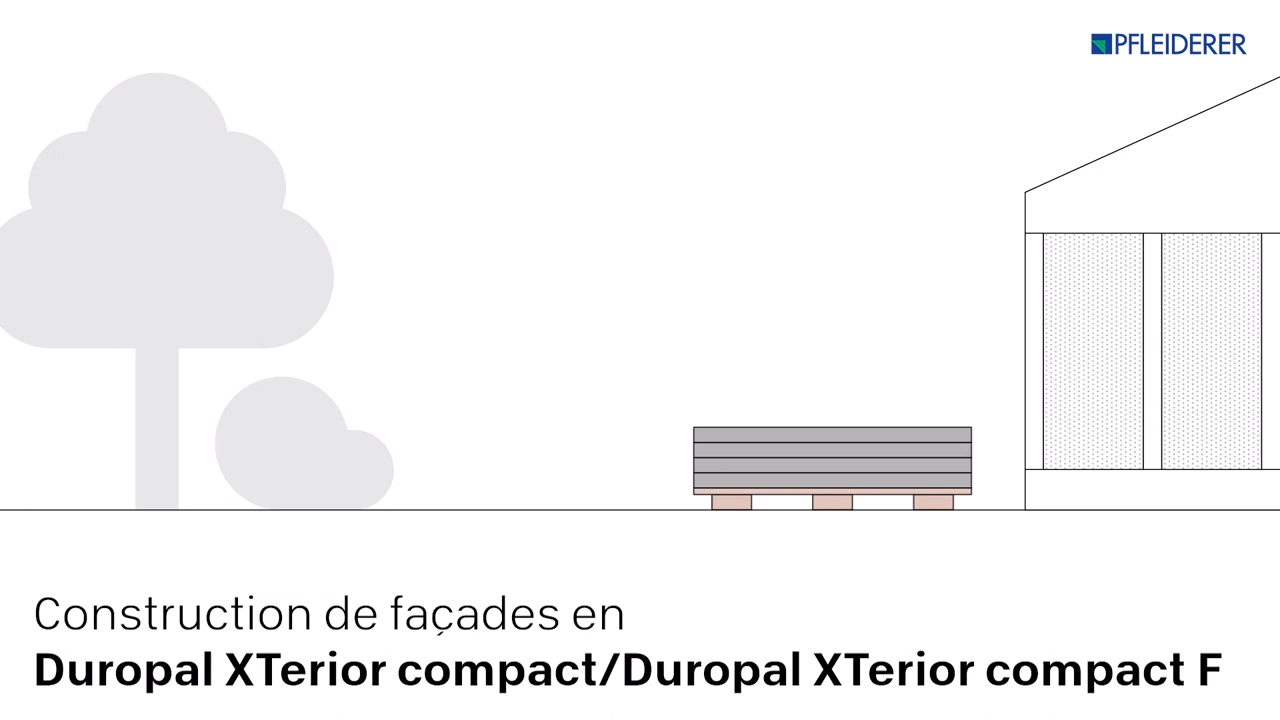 PFLEIDERER
Construction de façades en
Duropal XTerior compact/Duropal XTerior compact F